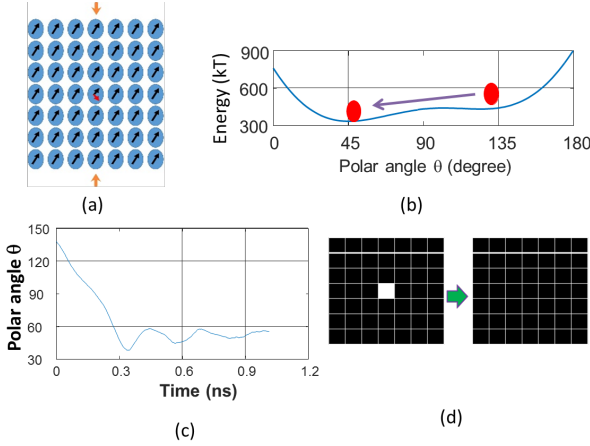 (a)
Energy (kT)
900
600
300
0 45 90 135 180
Polar angle θ (degree)
(b)
Polar angle θ
150
120
90
60
30
0 0.3 0.6 0.9 1.2
Time (ns)
(c)
(d)